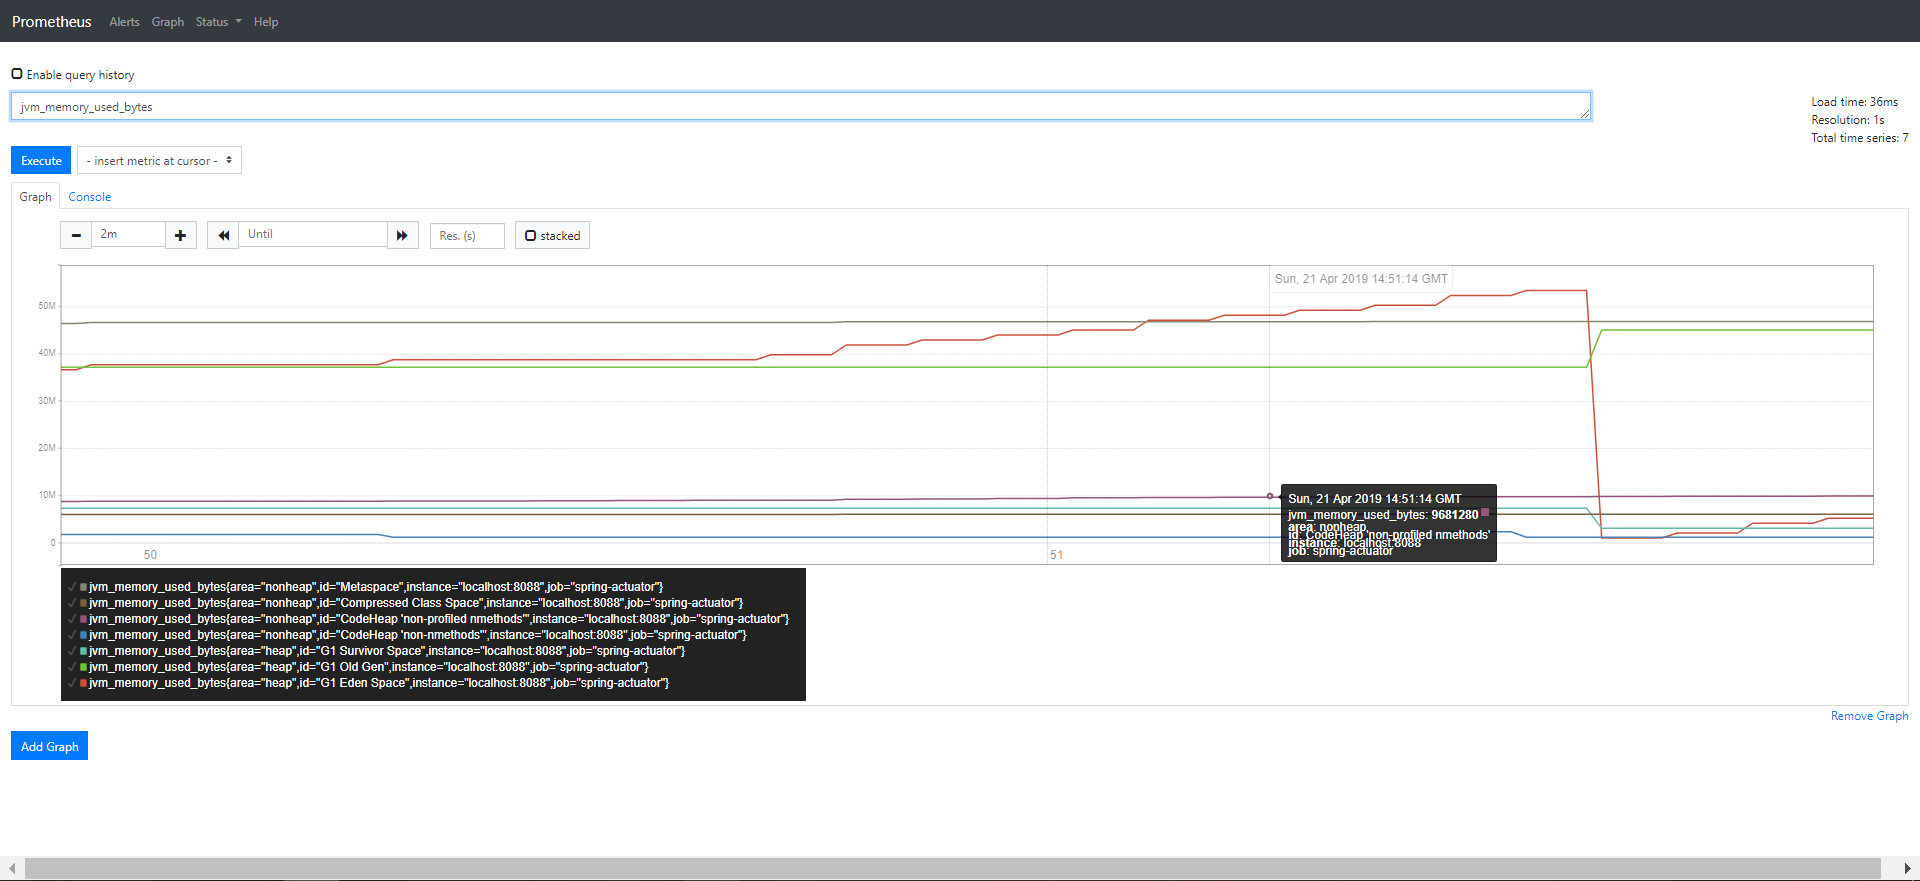 Prometheus Alerts Graph Status Help
Enable query history
jvm_memory_used_bytes
Load time: 36ms
Resolution: 1s
Total time series: 7
Execute - insert metric at cursor -
Graph Console
2m Until Res. (s) stacked
Sun, 21 Apr 2019 14:51:14 GMT
50M
40M
30M
20M
10M
0
50 51
Sun, 21 Apr 2019 14:51:14 GMT
jvm_memory_used_bytes: 9681280
area: nonheap,
id: CodeHeap 'non-profiled nmethods'
instance: localhost:8088
job: spring-actuator
jvm_memory_used_bytes{area="nonheap",id="Metaspace",instance="localhost:8088",job="spring-actuator"}
jvm_memory_used_bytes{area="nonheap",id="Compressed Class Space",instance="localhost:8088",job="spring-actuator"}
jvm_memory_used_bytes{area="nonheap",id="CodeHeap 'non-profiled nmethods'",instance="localhost:8088",job="spring-actuator"}
jvm_memory_used_bytes{area="nonheap",id="CodeHeap 'non-nmethods'",instance="localhost:8088",job="spring-actuator"}
jvm_memory_used_bytes{area="heap",id="G1 Survivor Space",instance="localhost:8088",job="spring-actuator"}
jvm_memory_used_bytes{area="heap",id="G1 Old Gen",instance="localhost:8088",job="spring-actuator"}
jvm_memory_used_bytes{area="heap",id="G1 Eden Space",instance="localhost:8088",job="spring-actuator"}
Remove Graph
Add Graph